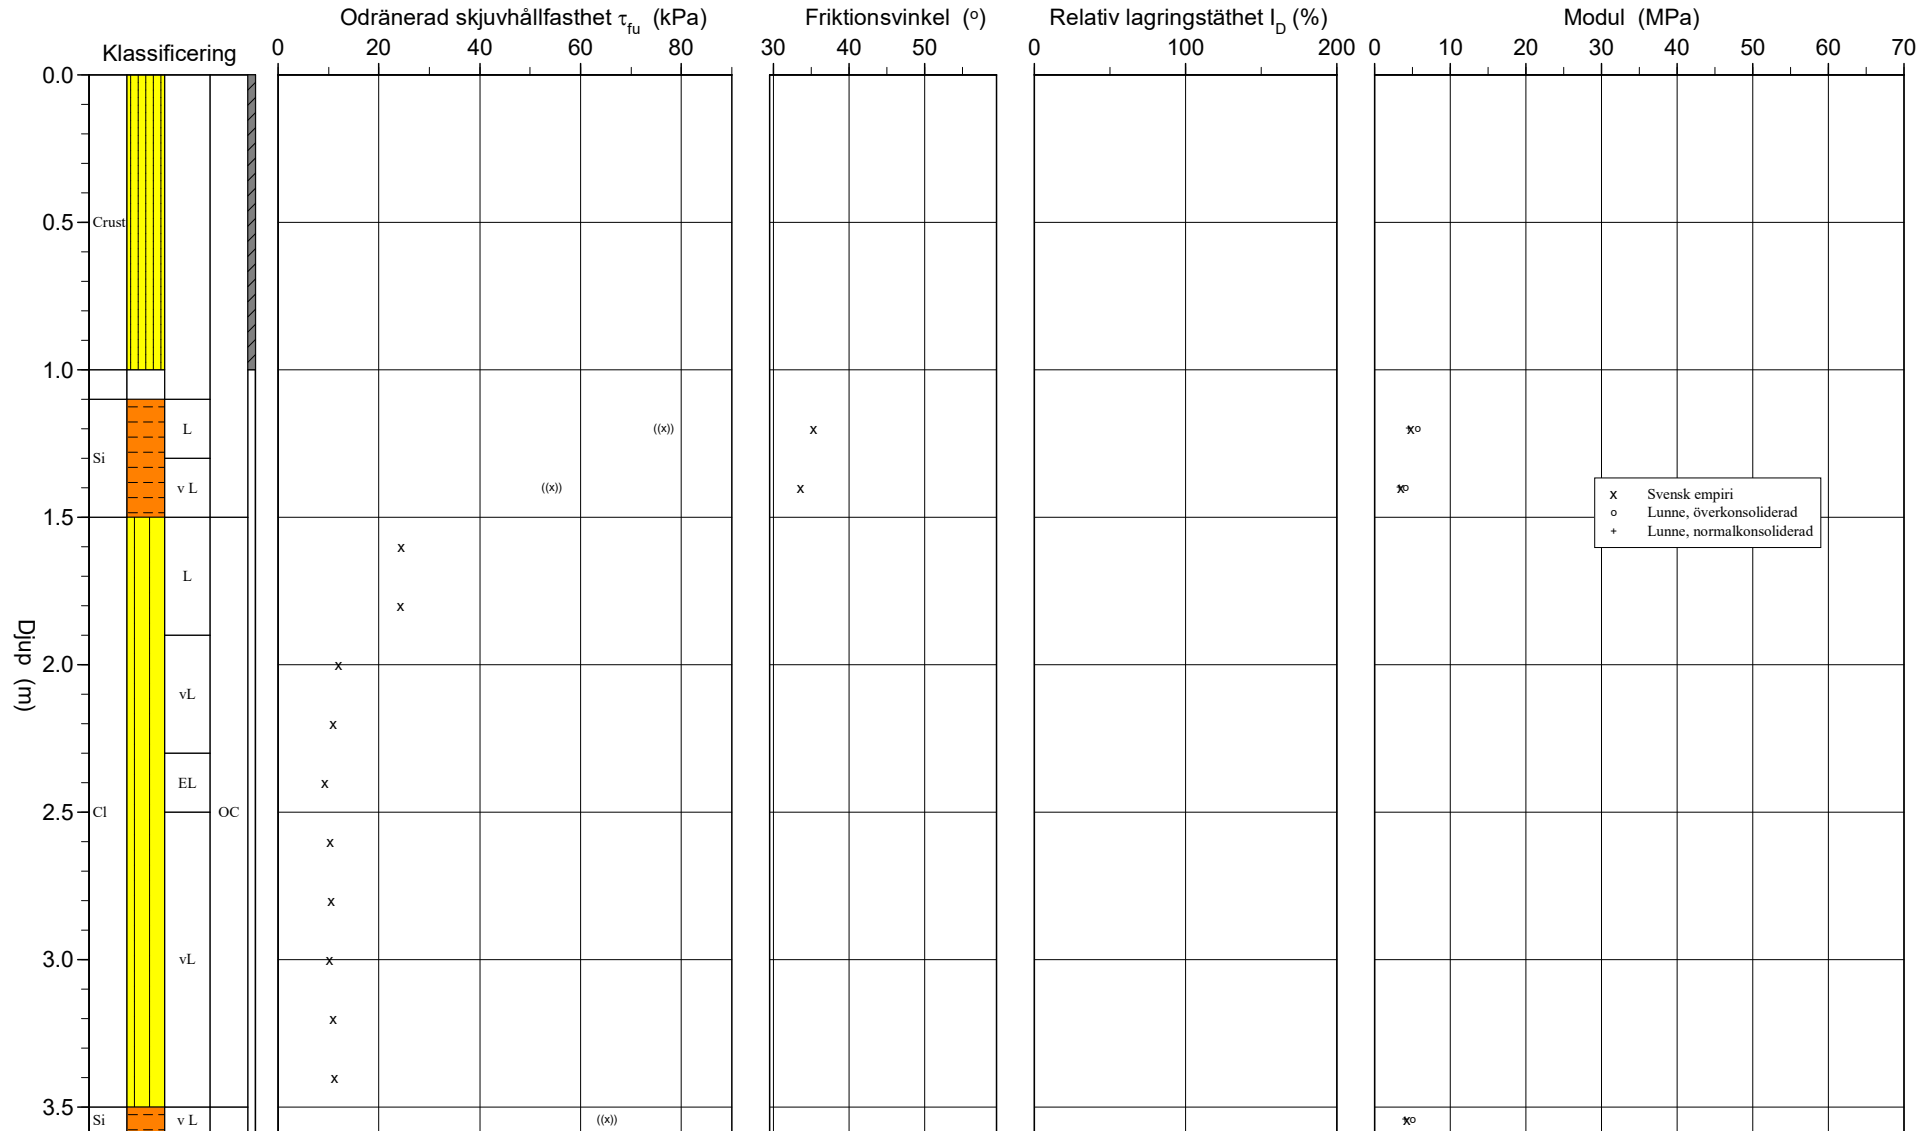 Odränerad skjuvhållfasthet τfu (kPa)
Friktionsvinkel (o)
Relativ lagringstäthet ID (%)
Modul (MPa)
Klassificering
0 20 40 60 80
30 40 50
0 100 200
0 10 20 30 40 50 60 70
0.0
Crust
0.5
1.0
L
((x))
x
x o
Si
v L
((x))
x
x o
1.5
x Svensk empiri
o Lunne, överkonsoliderad
+ Lunne, normalkonsoliderad
x
L
x
Djup (m)
2.0
x
vL
x
EL
x
2.5
Cl
OC
x
x
3.0
vL
x
x
x
3.5
Si
v L
((x))
x o